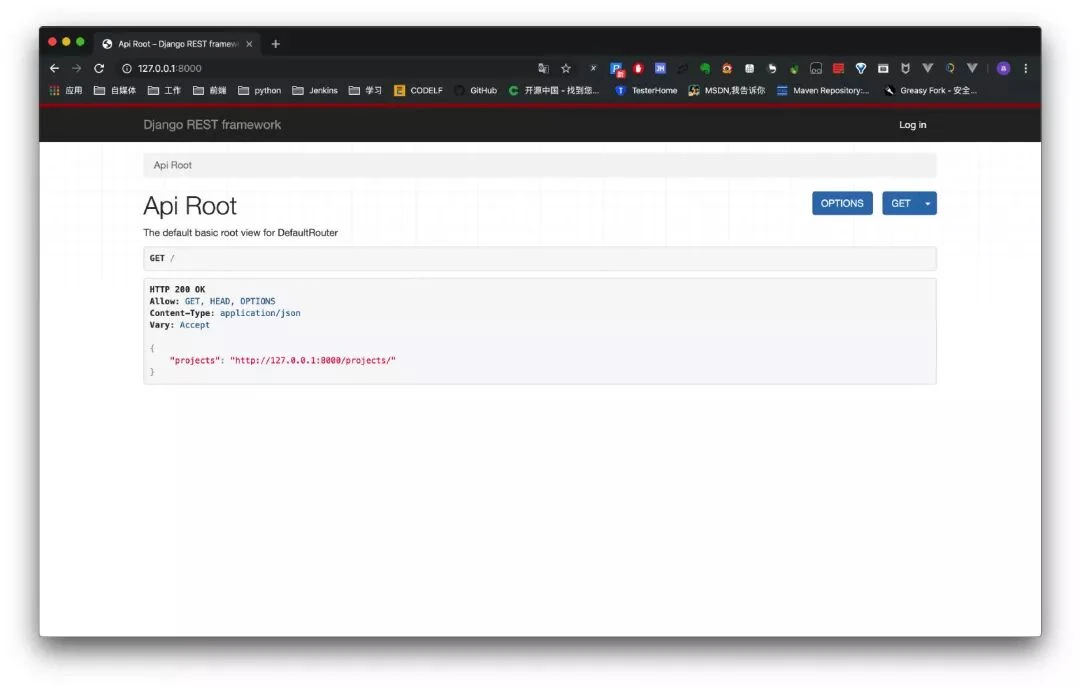 Api Root – Django REST framew
127.0.0.1:8000
应用 自媒体 工作 前端 python Jenkins 学习 CODELF GitHub 开源中国 - 找到您... TesterHome MSDN,我告诉你 Maven Repository:... Greasy Fork - 安全...
Django REST framework Log in
Api Root
Api Root OPTIONS GET
The default basic root view for DefaultRouter
GET /
HTTP 200 OK
Allow: GET, HEAD, OPTIONS
Content-Type: application/json
Vary: Accept
{
"projects": "http://127.0.0.1:8000/projects/"
}